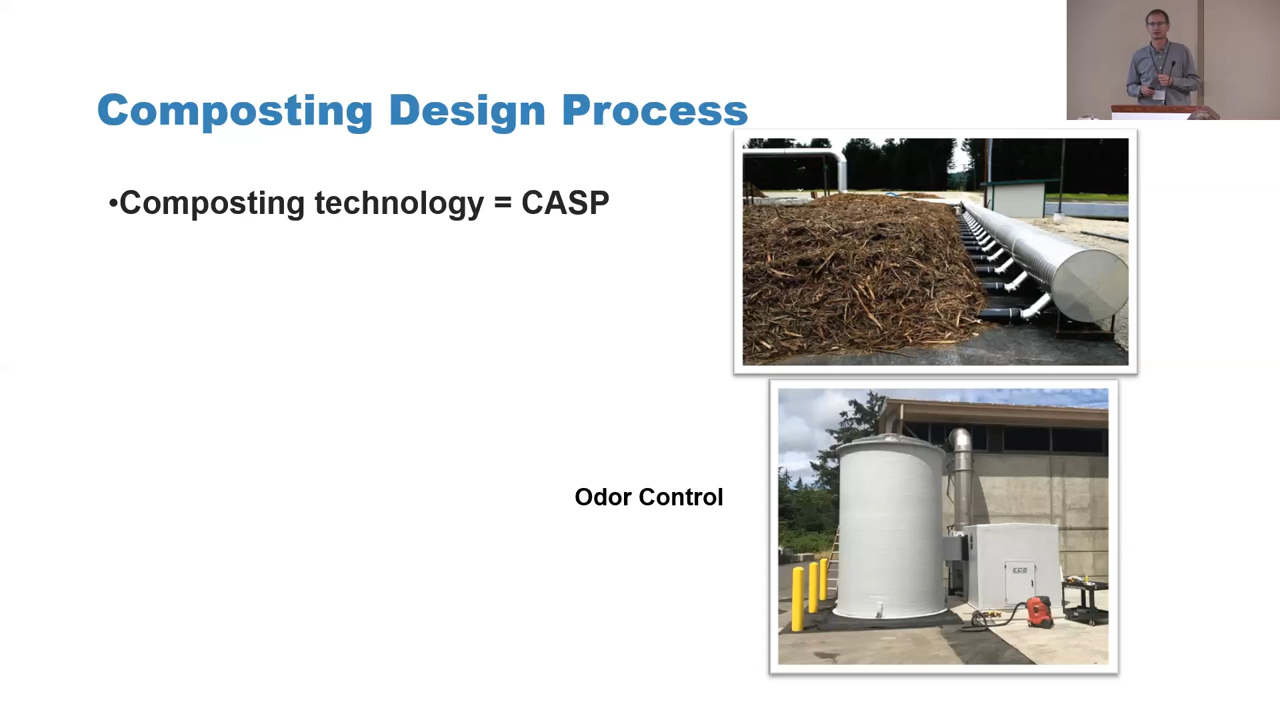 Composting Design Process
•Composting technology = CASP
Odor Control